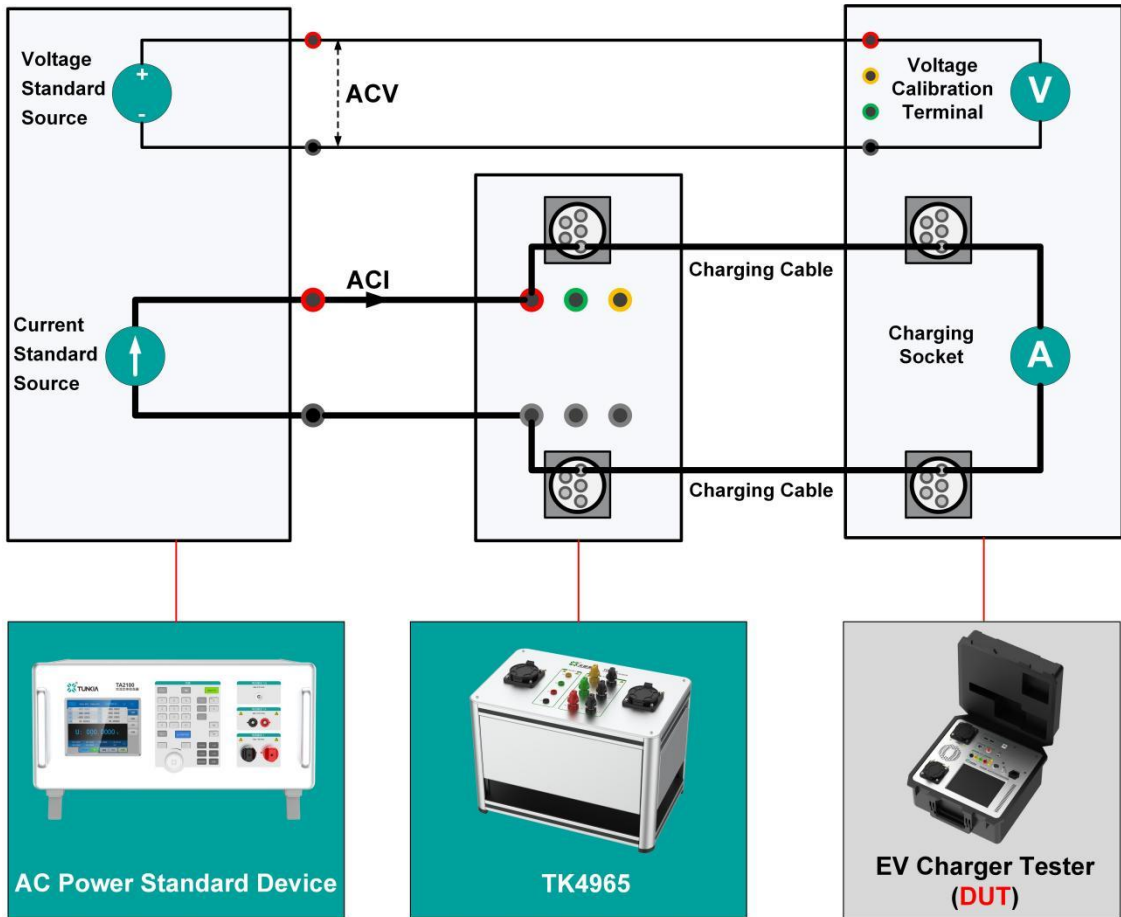 Voltage
Standard
Source
+
-
ACV
Voltage
Calibration
Terminal
V
ACI
Charging Cable
Current
Standard
Source
Charging
Socket
A
Charging Cable
TUNKIA
TA2100
AC Power Standard Device
TK4965
EV Charger Tester
(DUT)